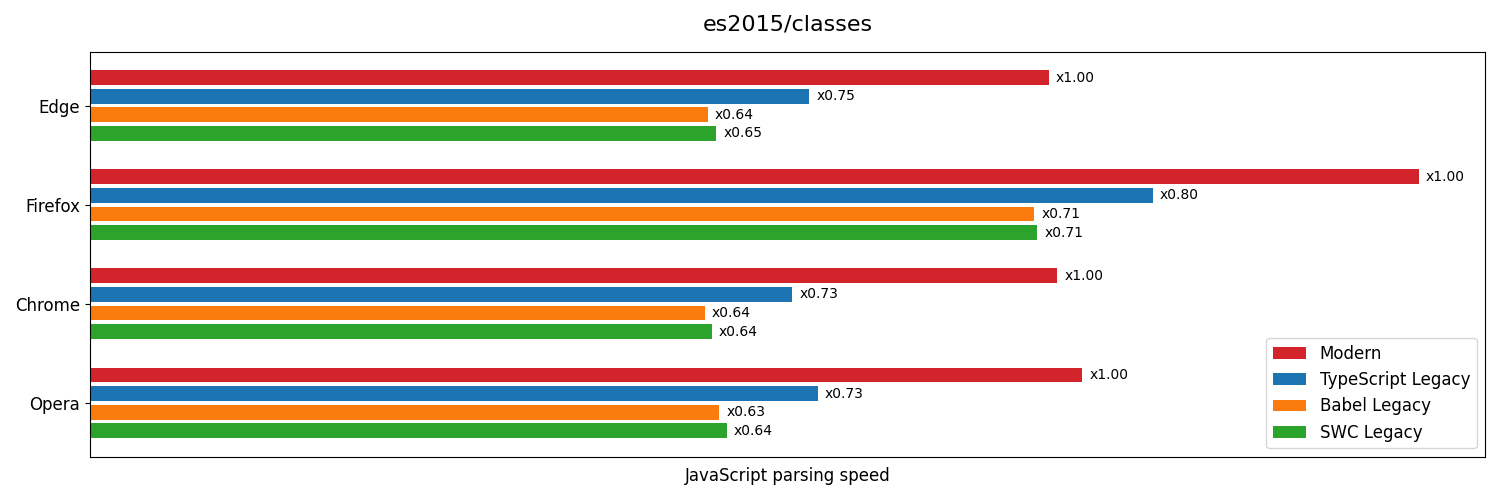 es2015/classes
Edge
x1.00
x0.75
x0.64
x0.65
Firefox
x1.00
x0.80
x0.71
x0.71
Chrome
x1.00
x0.73
x0.64
x0.64
Opera
x1.00
x0.73
x0.63
x0.64
Modern
TypeScript Legacy
Babel Legacy
SWC Legacy
JavaScript parsing speed